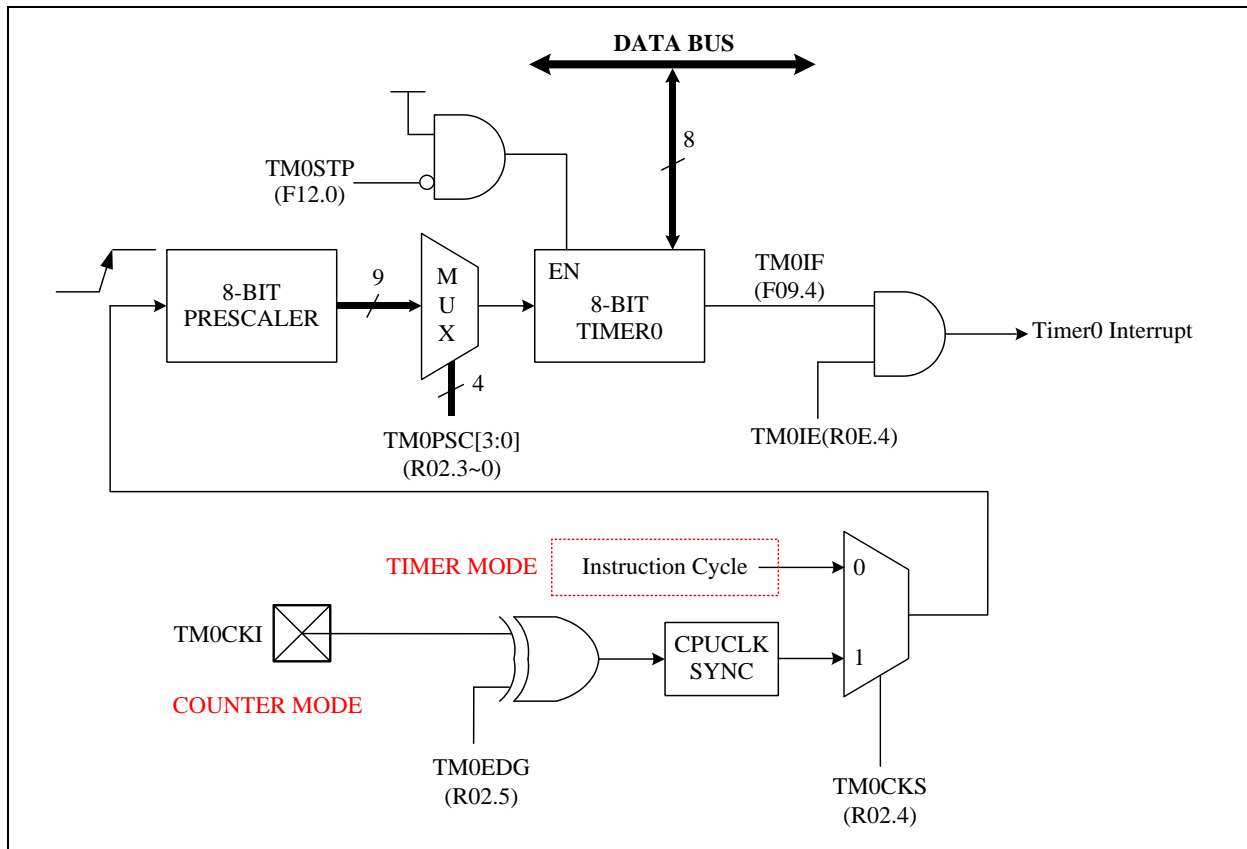 DATA BUS
8
TM0STP
(F12.0)
9
M
U
X
EN
8-BIT
PRESCALER
8-BIT
TIMER0
TM0IF
(F09.4)
Timer0 Interrupt
4
TM0PSC[3:0]
(R02.3~0)
TM0IE(R0E.4)
TIMER MODE
Instruction Cycle
0
TM0CKI
CPUCLK
SYNC
1
COUNTER MODE
TM0EDG
(R02.5)
TM0CKS
(R02.4)